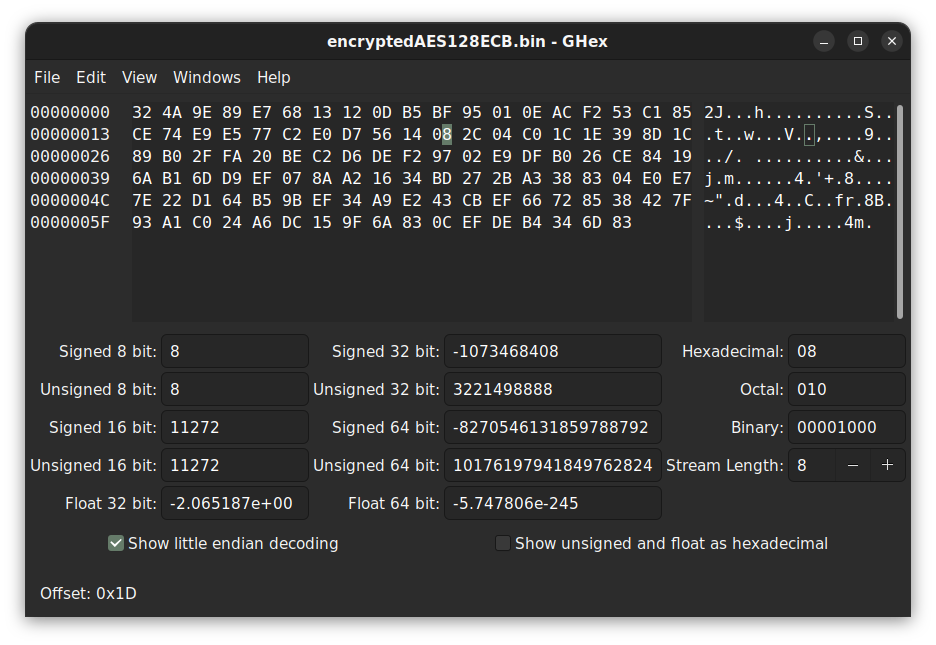 encryptedAES128ECB.bin - GHex
File Edit View Windows Help
00000000 32 4A 9E 89 E7 68 13 12 0D B5 BF 95 01 0E AC F2 53 C1 85 2J...h..........S..
00000013 CE 74 E9 E5 77 C2 E0 D7 56 14 08 2C 04 C0 1C 1E 39 8D 1C .t..w...V..,....9..
00000026 89 B0 2F FA 20 BE C2 D6 DE F2 97 02 E9 DF B0 26 CE 84 19 ../. ..........&...
00000039 6A B1 6D D9 EF 07 8A A2 16 34 BD 27 2B A3 38 83 04 E0 E7 j.m......4.'+.8....
0000004C 7E 22 D1 64 B5 9B EF 34 A9 E2 43 CB EF 66 72 85 38 42 7F ~".d...4..C..fr.8B.
0000005F 93 A1 C0 24 A6 DC 15 9F 6A 83 0C EF DE B4 34 6D 83 ...$....j.....4m.
Signed 8 bit: 8 Signed 32 bit: -1073468408 Hexadecimal: 08
Unsigned 8 bit: 8 Unsigned 32 bit: 3221498888 Octal: 010
Signed 16 bit: 11272 Signed 64 bit: -8270546131859788792 Binary: 00001000
Unsigned 16 bit: 11272 Unsigned 64 bit: 10176197941849762824 Stream Length: 8 − +
Float 32 bit: -2.065187e+00 Float 64 bit: -5.747806e-245
Show little endian decoding Show unsigned and float as hexadecimal
Offset: 0x1D